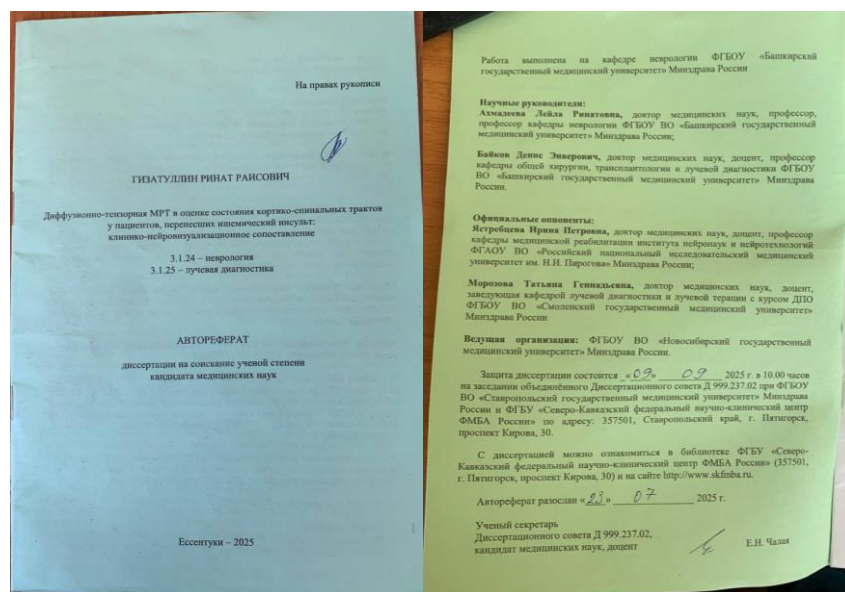 На правах рукописи
ГИЗАТУЛЛИН РИНАТ РАИСОВИЧ
Диффузионно-тензорная МРТ в оценке состояния кортико-спинальных трактов
у пациентов, перенесших ишемический инсульт:
клинико-нейровизуализационное сопоставление
3.1.24 – неврология
3.1.25 – лучевая диагностика
АВТОРЕФЕРАТ
диссертации на соискание ученой степени
кандидата медицинских наук
Ессентуки – 2025
Работа выполнена на кафедре неврологии ФГБОУ «Башкирский
государственный медицинский университет» Минздрава России
Научные руководители:
Ахмадеева Лейла Ринатовна, доктор медицинских наук, профессор,
профессор кафедры неврологии ФГБОУ ВО «Башкирский государственный
медицинский университет» Минздрава России;
Байков Денис Энверович, доктор медицинских наук, доцент, профессор
кафедры общей хирургии, трансплантологии и лучевой диагностики ФГБОУ
ВО «Башкирский государственный медицинский университет» Минздрава
России.
Официальные оппоненты:
Ястребцева Ирина Петровна, доктор медицинских наук, доцент, профессор
кафедры медицинской реабилитации института нейронаук и нейротехнологий
ФГАОУ ВО «Российский национальный исследовательский медицинский
университет им. Н.И. Пирогова» Минздрава России;
Морозова Татьяна Геннадьевна, доктор медицинских наук, доцент,
заведующая кафедрой лучевой диагностики и лучевой терапии с курсом ДПО
ФГБОУ ВО «Смоленский государственный медицинский университет»
Минздрава России
Ведущая организация: ФГБОУ ВО «Новосибирский государственный
медицинский университет» Минздрава России.
Защита диссертации состоится «09» 09 2025 г. в 10.00 часов
на заседании объединённого Диссертационного совета Д 999.237.02 при ФГБОУ
ВО «Ставропольский государственный медицинский университет» Минздрава
России и ФГБУ «Северо-Кавказский федеральный научно-клинический центр
ФМБА России» по адресу: 357501, Ставропольский край, г. Пятигорск,
проспект Кирова, 30.
С диссертацией можно ознакомиться в библиотеке ФГБУ «Северо-
Кавказский федеральный научно-клинический центр ФМБА России» (357501,
г. Пятигорск, проспект Кирова, 30) и на сайте http://www.skfmba.ru.
Автореферат разослан «23» 07 2025 г.
Ученый секретарь
Диссертационного совета Д 999.237.02,
кандидат медицинских наук, доцент
Е.Н. Чалая